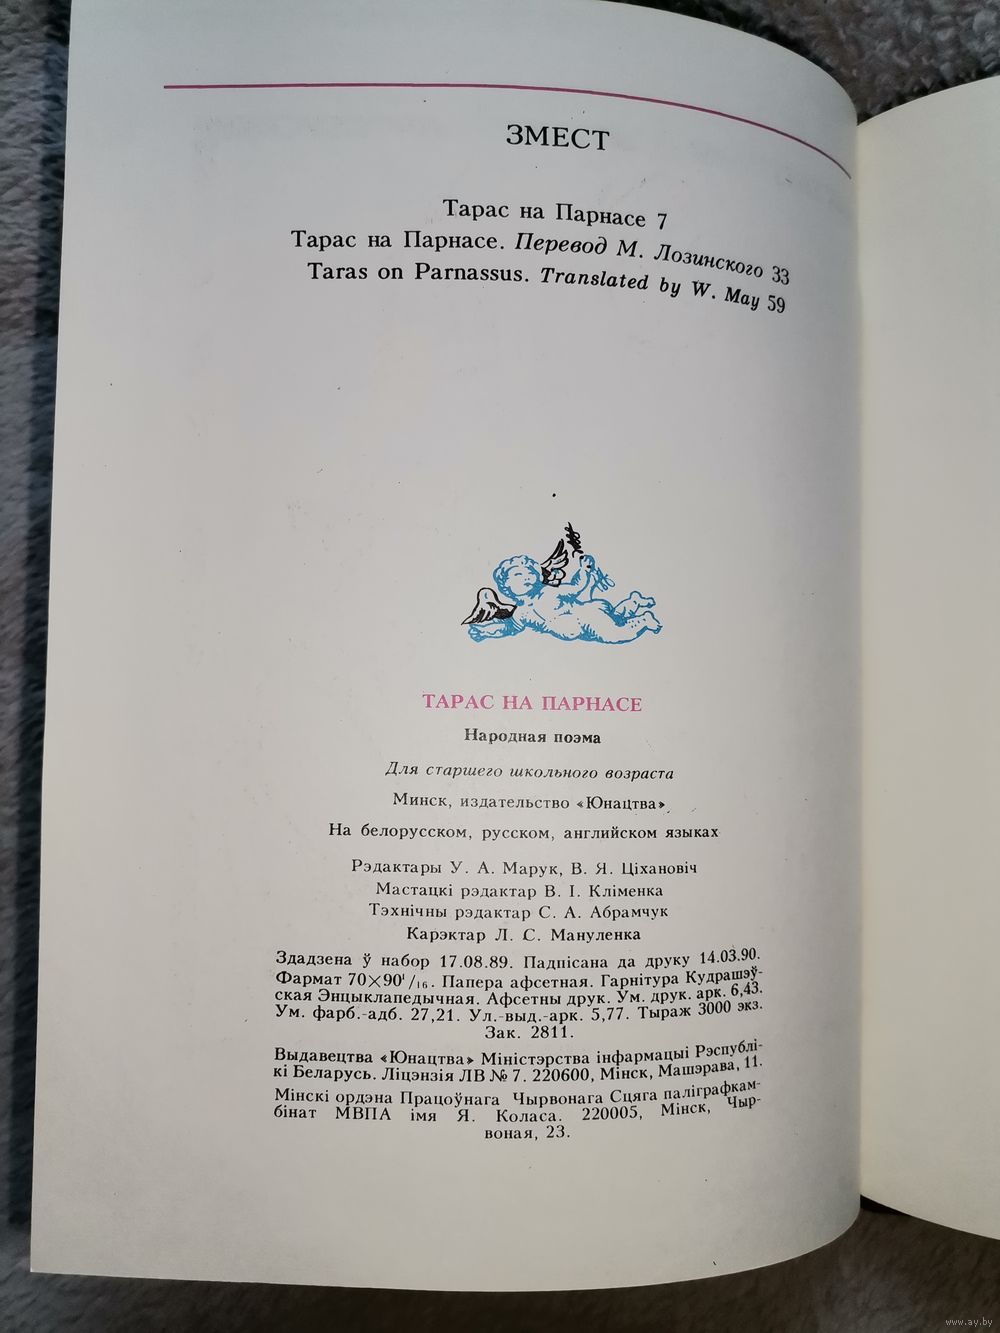 ЗМЕСТ
Тарас на Парнасе 7
Тарас на Парнасе. Перевод М. Лозинского 33
Taras on Parnassus. Translated by W. May 59
ТАРАС НА ПАРНАСЕ
Народная поэма
Для старшего школьного возраста
Минск, издательство «Юнацтва»
На белорусском, русском, английском языках
Рэдактары У. А. Марук, В. Я. Ціхановіч
Мастацкі рэдактар В. І. Кліменка
Тэхнічны рэдактар С. А. Абрамчук
Карэктар Л. С. Мануленка
Здадзена ў набор 17.08.89. Падпісана да друку 14.03.90.
Фармат 70×90¹/₁₆. Папера афсетная. Гарнітура Кудрашэў-
ская Энцыклапедычная. Афсетны друк. Ум. друк. арк. 6,43.
Ум. фарб.-адб. 27,21. Ул.-выд.-арк. 5,77. Тыраж 3000 экз.
Зак. 2811.
Выдавецтва «Юнацтва» Міністэрства інфармацыі Рэспублі-
кі Беларусь. Ліцэнзія ЛВ № 7. 220600, Мінск, Машэрава, 11.
Мінскі ордэна Працоўнага Чырвонага Сцяга паліграфкам-
бінат МВПА імя Я. Коласа. 220005, Мінск, Чыр-
воная, 23.
www.ay.by